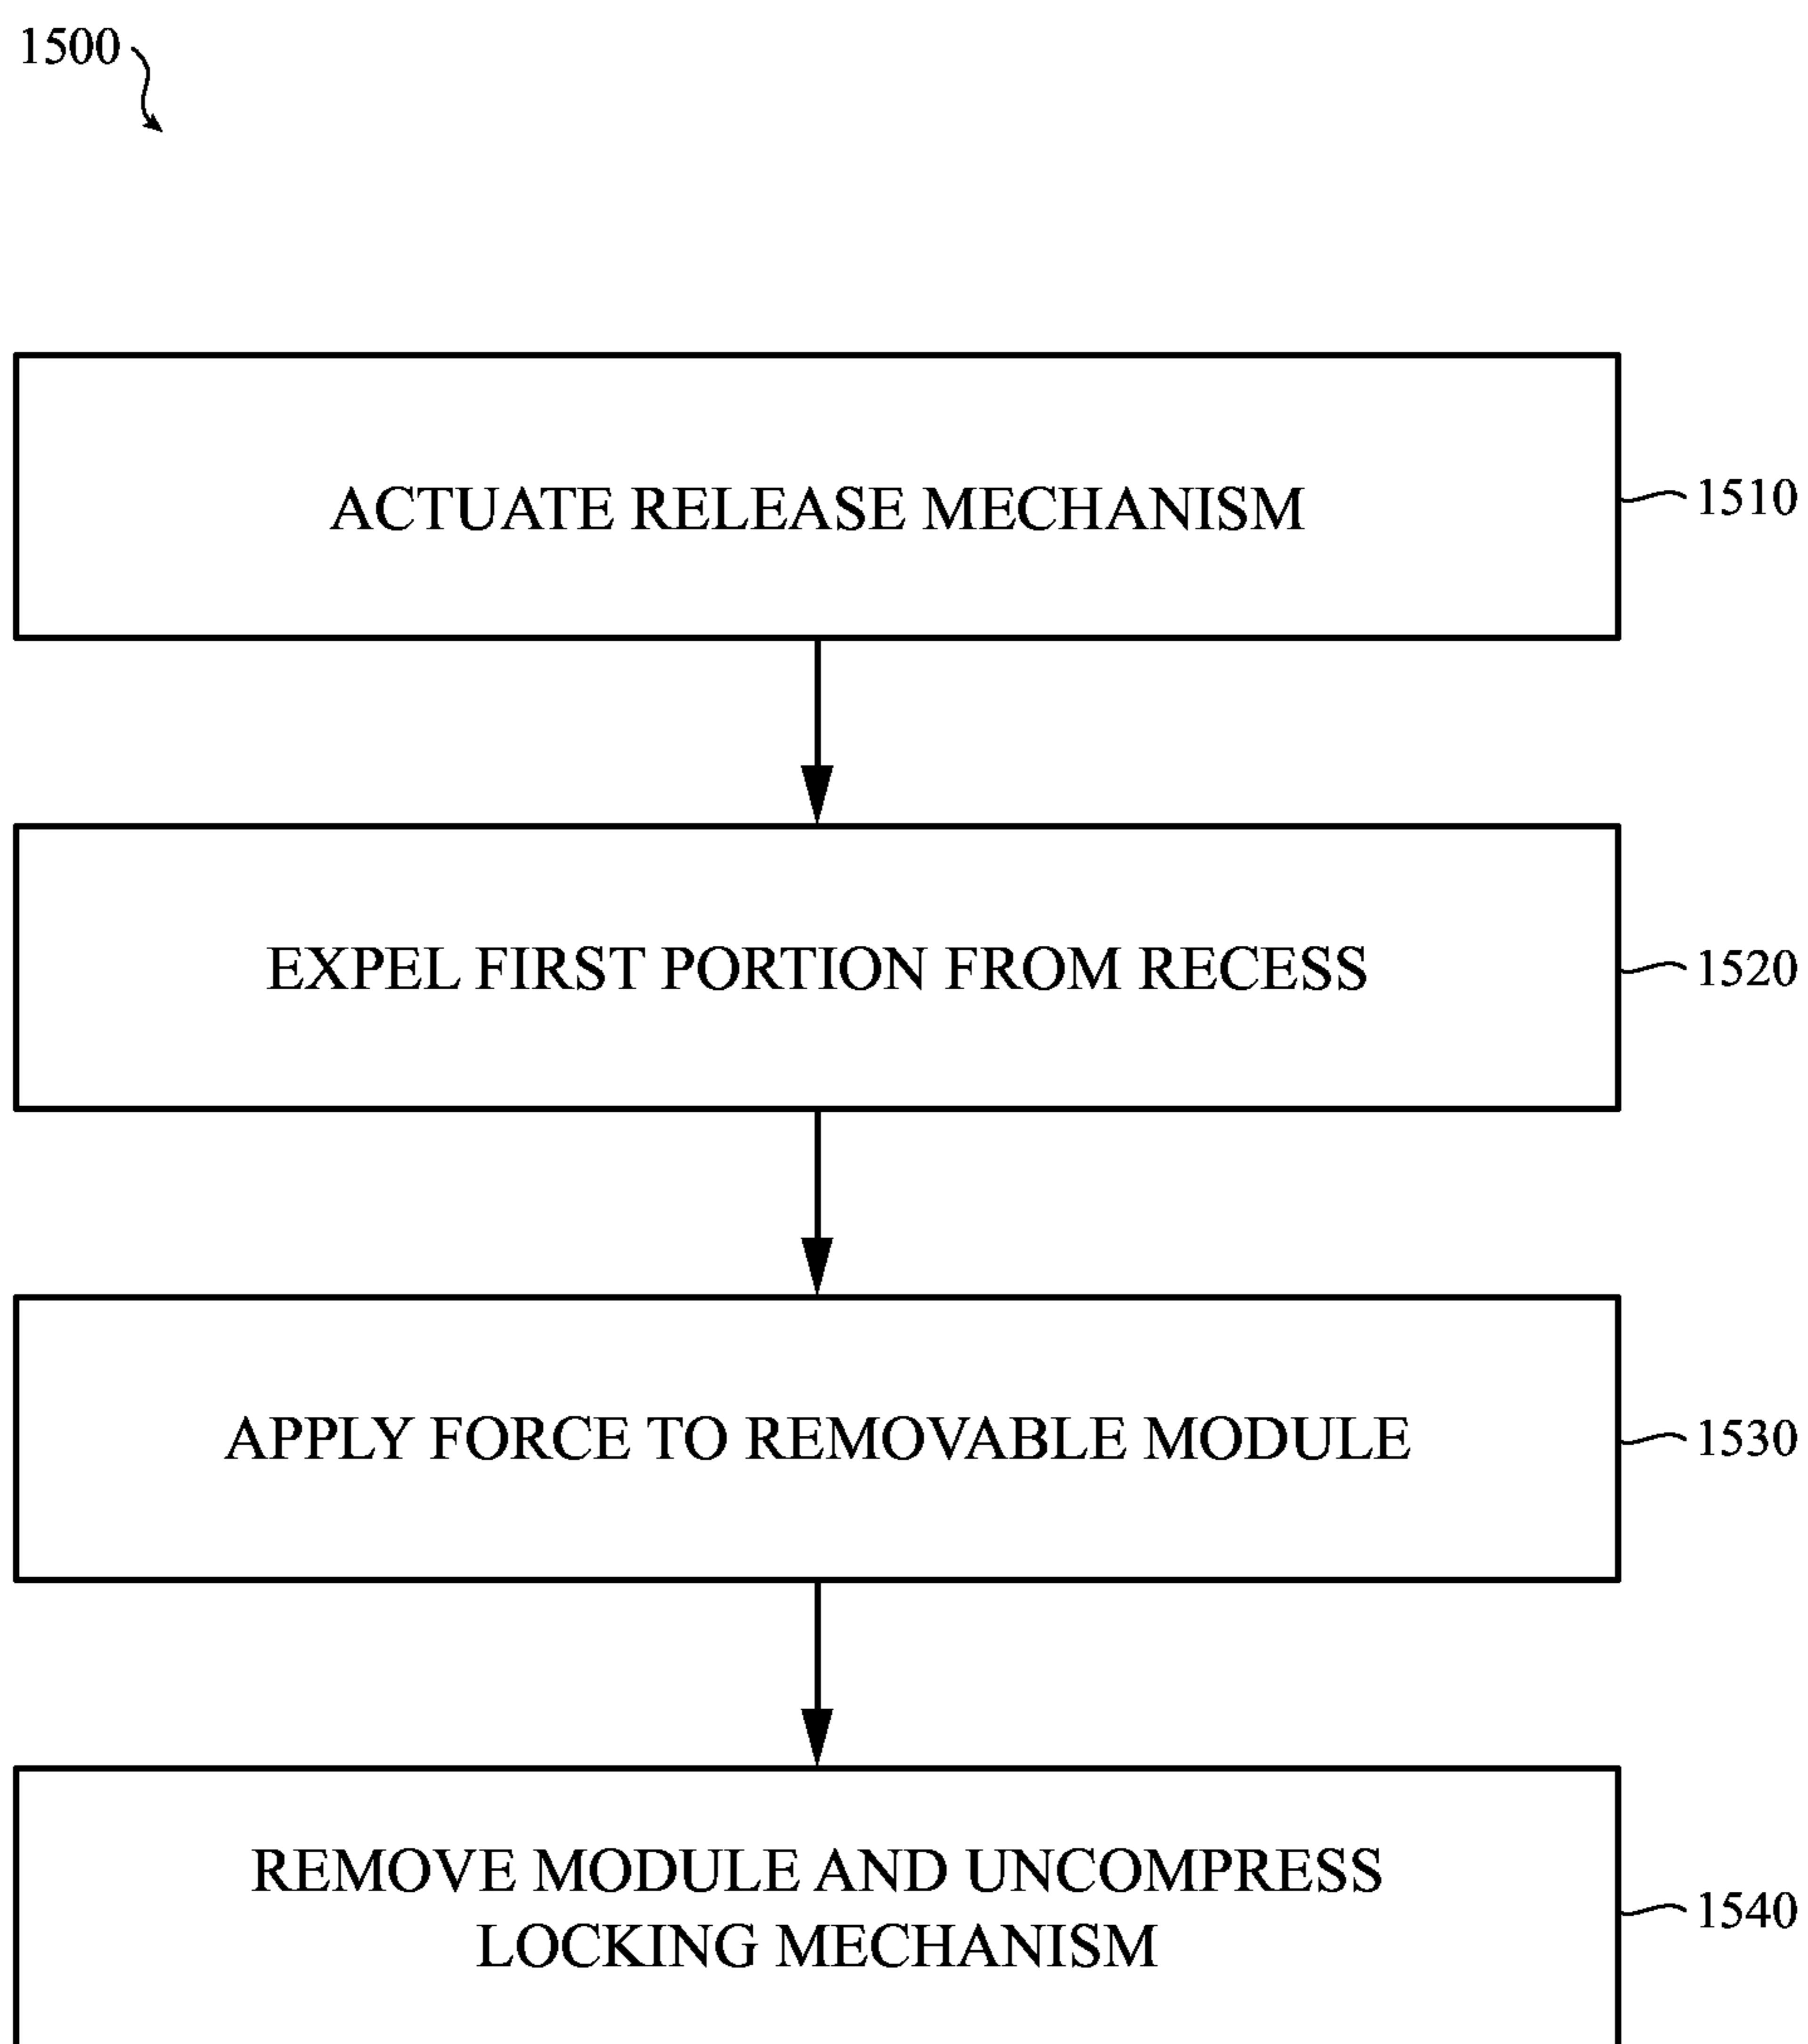 1500
ACTUATE RELEASE MECHANISM
1510
EXPEL FIRST PORTION FROM RECESS
1520
APPLY FORCE TO REMOVABLE MODULE
1530
REMOVE MODULE AND UNCOMPRESS
LOCKING MECHANISM
1540